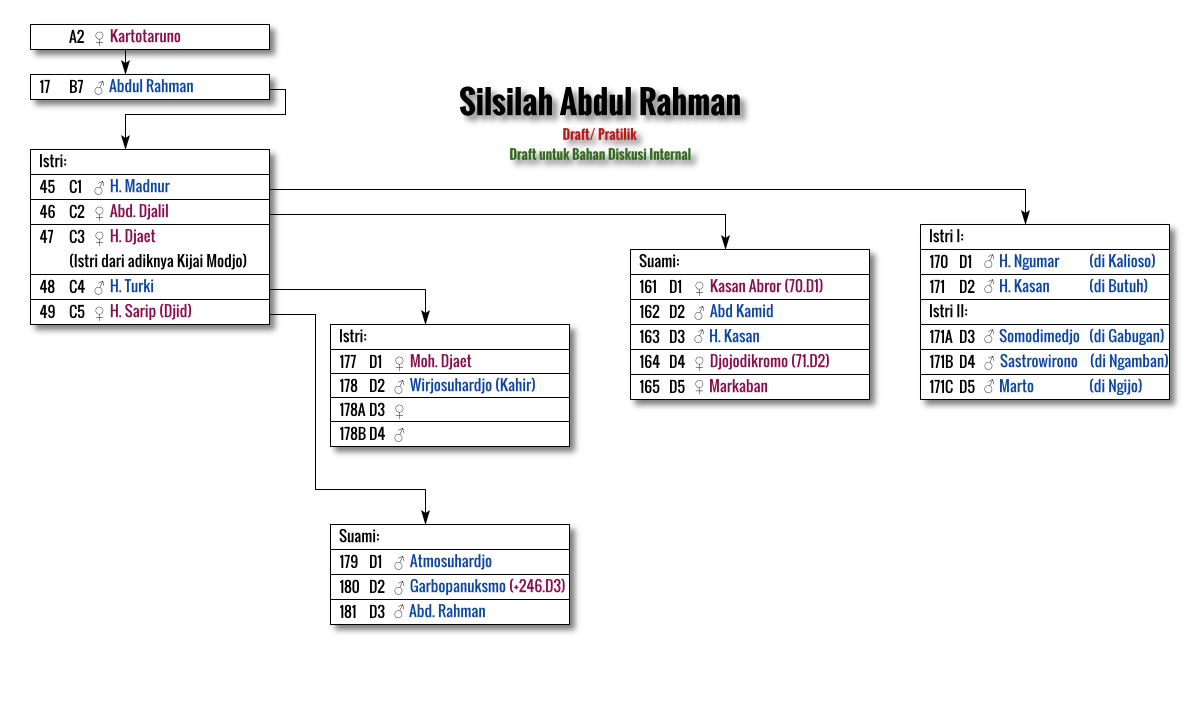 A2 ♀ Kartotaruno
17 B7 ♂ Abdul Rahman
Silsilah Abdul Rahman
Draft/ Pratilik
Draft untuk Bahan Diskusi Internal
Istri:
45 C1 ♂ H. Madnur
46 C2 ♀ Abd. Djalil
47 C3 ♀ H. Djaet
(Istri dari adiknya Kijai Modjo)
48 C4 ♂ H. Turki
49 C5 ♀ H. Sarip (Djid)
Istri:
177 D1 ♀ Moh. Djaet
178 D2 ♂ Wirjosuhardjo (Kahir)
178A D3 ♀
178B D4 ♂
Suami:
179 D1 ♂ Atmosuhardjo
180 D2 ♂ Garbopanuksmo (+246.D3)
181 D3 ♂ Abd. Rahman
Suami:
161 D1 ♀ Kasan Abror (70.D1)
162 D2 ♂ Abd Kamid
163 D3 ♂ H. Kasan
164 D4 ♀ Djojodikromo (71.D2)
165 D5 ♀ Markaban
Istri I:
170 D1 ♂ H. Ngumar (di Kalioso)
171 D2 ♂ H. Kasan (di Butuh)
Istri II:
171A D3 ♂ Somodimedjo (di Gabugan)
171B D4 ♂ Sastrowirono (di Ngamban)
171C D5 ♂ Marto (di Ngijo)